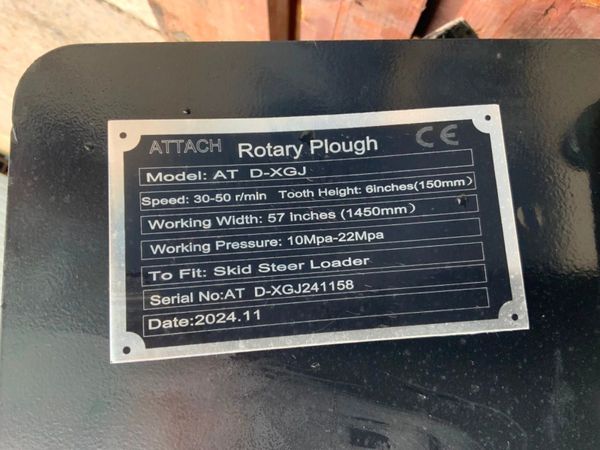 ATTACH Rotary Plough CE
Model: AT D-XGJ
Speed: 30-50 r/min Tooth Height: 6inches(150mm)
Working Width: 57 inches (1450mm)
Working Pressure: 10Mpa-22Mpa
To Fit: Skid Steer Loader
Serial No:AT D-XGJ241158
Date:2024.11